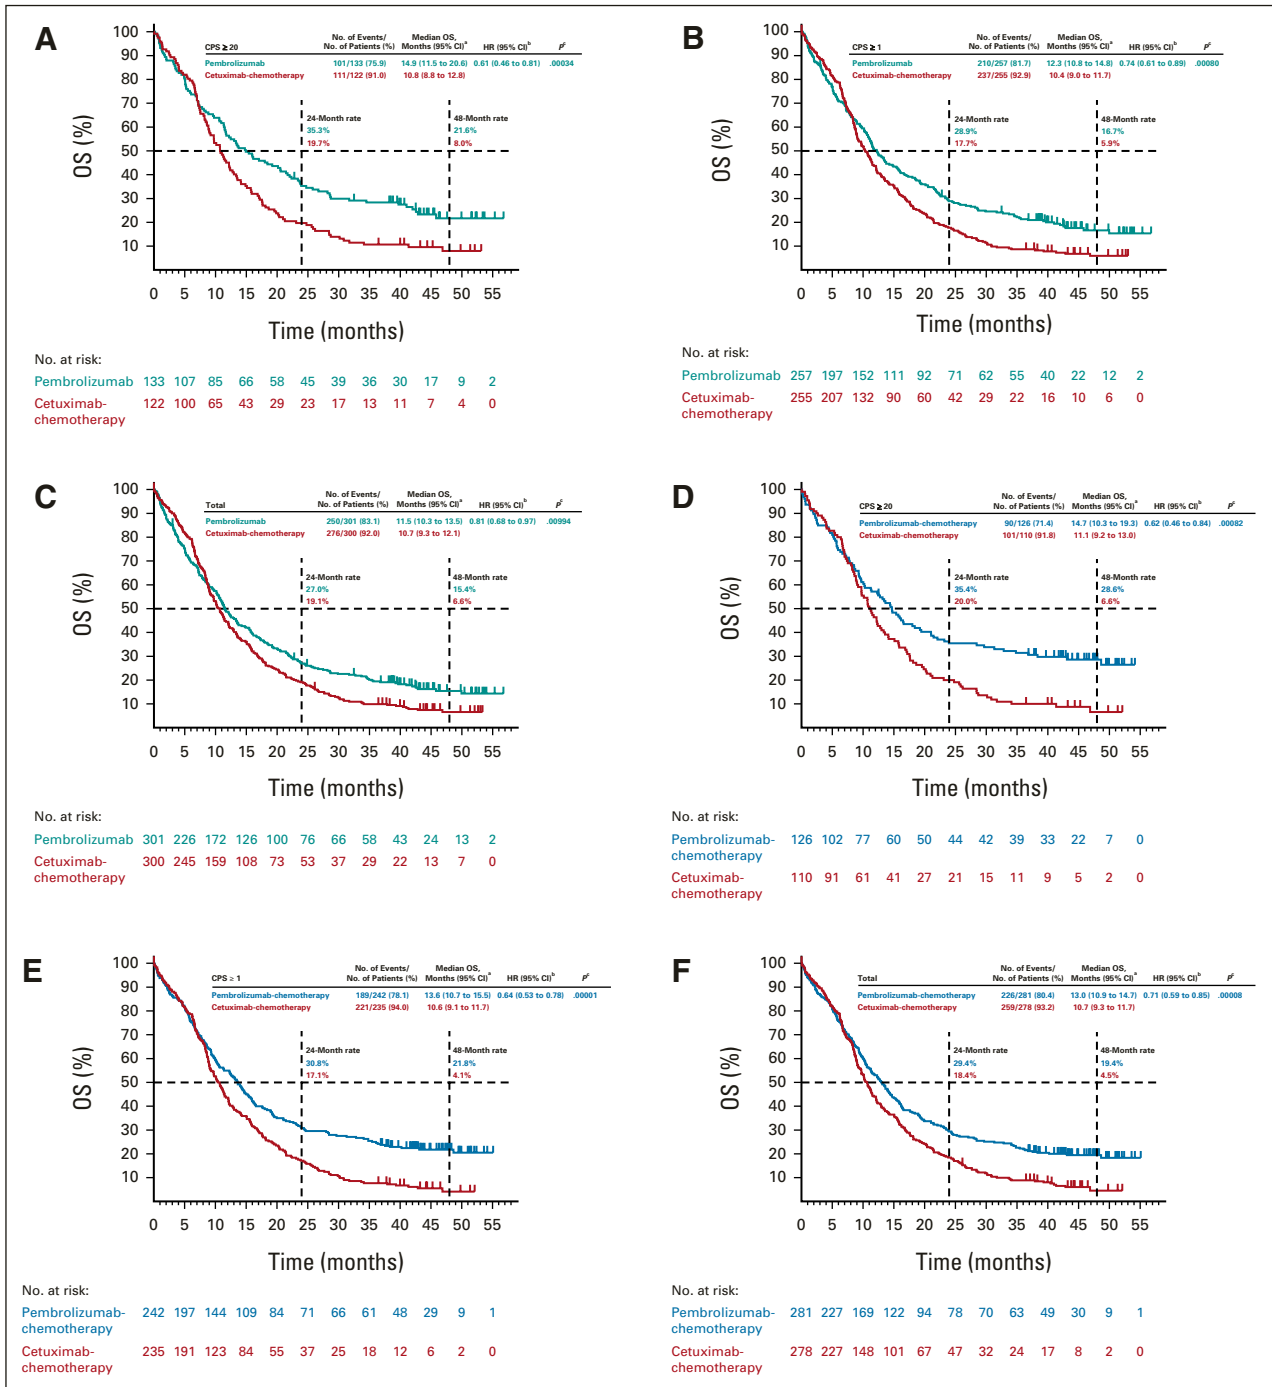 A
CPS ≥ 20
No. of Events/
No. of Patients (%)
Median OS,
Months (95% CI)a
HR (95% CI)b
Pc
Pembrolizumab 101/133 (75.9) 14.9 (11.5 to 20.6) 0.61 (0.46 to 0.81) .00034
Cetuximab-chemotherapy 111/122 (91.0) 10.8 (8.8 to 12.8)
24-Month rate
35.3%
19.7%
48-Month rate
21.6%
8.0%
OS (%)
100
90
80
70
60
50
40
30
20
10
0 5 10 15 20 25 30 35 40 45 50 55
Time (months)
No. at risk:
Pembrolizumab 133 107 85 66 58 45 39 36 30 17 9 2
Cetuximab- 122 100 65 43 29 23 17 13 11 7 4 0
chemotherapy
B
CPS ≥ 1
No. of Events/
No. of Patients (%)
Median OS,
Months (95% CI)a
HR (95% CI)b
Pc
Pembrolizumab 210/257 (81.7) 12.3 (10.8 to 14.8) 0.74 (0.61 to 0.89) .00080
Cetuximab-chemotherapy 237/255 (92.9) 10.4 (9.0 to 11.7)
24-Month rate
28.9%
17.7%
48-Month rate
16.7%
5.9%
OS (%)
100
90
80
70
60
50
40
30
20
10
0 5 10 15 20 25 30 35 40 45 50 55
Time (months)
No. at risk:
Pembrolizumab 257 197 152 111 92 71 62 55 40 22 12 2
Cetuximab- 255 207 132 90 60 42 29 22 16 10 6 0
chemotherapy
C
Total
No. of Events/
No. of Patients (%)
Median OS,
Months (95% CI)a
HR (95% CI)b
Pc
Pembrolizumab 250/301 (83.1) 11.5 (10.3 to 13.5) 0.81 (0.68 to 0.97) .00994
Cetuximab-chemotherapy 276/300 (92.0) 10.7 (9.3 to 12.1)
24-Month rate
27.0%
19.1%
48-Month rate
15.4%
6.6%
OS (%)
100
90
80
70
60
50
40
30
20
10
0 5 10 15 20 25 30 35 40 45 50 55
Time (months)
No. at risk:
Pembrolizumab 301 226 172 126 100 76 66 58 43 24 13 2
Cetuximab- 300 245 159 108 73 53 37 29 22 13 7 0
chemotherapy
D
CPS ≥ 20
No. of Events/
No. of Patients (%)
Median OS,
Months (95% CI)a
HR (95% CI)b
Pc
Pembrolizumab-chemotherapy 90/126 (71.4) 14.7 (10.3 to 19.3) 0.62 (0.46 to 0.84) .00082
Cetuximab-chemotherapy 101/110 (91.8) 11.1 (9.2 to 13.0)
24-Month rate
35.4%
20.0%
48-Month rate
28.6%
6.6%
OS (%)
100
90
80
70
60
50
40
30
20
10
0 5 10 15 20 25 30 35 40 45 50 55
Time (months)
No. at risk:
Pembrolizumab- 126 102 77 60 50 44 42 39 33 22 7 0
chemotherapy
Cetuximab- 110 91 61 41 27 21 15 11 9 5 2 0
chemotherapy
E
CPS ≥ 1
No. of Events/
No. of Patients (%)
Median OS,
Months (95% CI)a
HR (95% CI)b
Pc
Pembrolizumab-chemotherapy 189/242 (78.1) 13.6 (10.7 to 15.5) 0.64 (0.53 to 0.78) .00001
Cetuximab-chemotherapy 221/235 (94.0) 10.6 (9.1 to 11.7)
24-Month rate
30.8%
17.1%
48-Month rate
21.8%
4.1%
OS (%)
100
90
80
70
60
50
40
30
20
10
0 5 10 15 20 25 30 35 40 45 50 55
Time (months)
No. at risk:
Pembrolizumab- 242 197 144 109 84 71 66 61 48 29 9 1
chemotherapy
Cetuximab- 235 191 123 84 55 37 25 18 12 6 2 0
chemotherapy
F
Total
No. of Events/
No. of Patients (%)
Median OS,
Months (95% CI)a
HR (95% CI)b
Pc
Pembrolizumab-chemotherapy 226/281 (80.4) 13.0 (10.9 to 14.7) 0.71 (0.59 to 0.85) .00008
Cetuximab-chemotherapy 259/278 (93.2) 10.7 (9.3 to 11.7)
24-Month rate
29.4%
18.4%
48-Month rate
19.4%
4.5%
OS (%)
100
90
80
70
60
50
40
30
20
10
0 5 10 15 20 25 30 35 40 45 50 55
Time (months)
No. at risk:
Pembrolizumab- 281 227 169 122 94 78 70 63 49 30 9 1
chemotherapy
Cetuximab- 278 227 148 101 67 47 32 24 17 8 2 0
chemotherapy